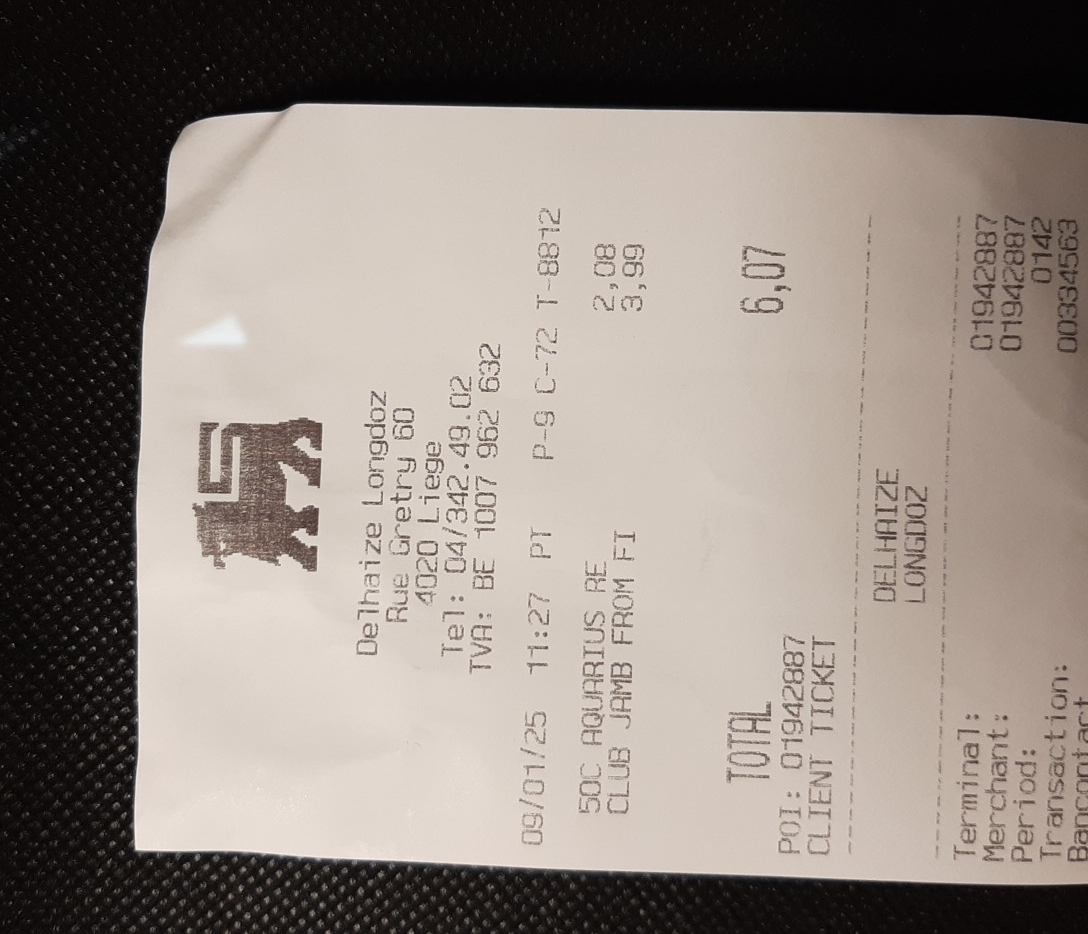 Delhaize Longdoz
Rue Gretry 60
4020 Liege
Tel: 04/342.49.02
TVA: BE 1007 962 632
09/01/25 11:27 PT P-9 C-72 T-8812
50C AQUARIUS RE 2,08
CLUB JAMB FROM FI 3,99
TOTAL 6,07
POI: 01942887
CLIENT TICKET
DELHAIZE
LONGDOZ
Terminal: 01942887
Merchant: 01942887
Period: 0142
Transaction: 00334563
Bancontact